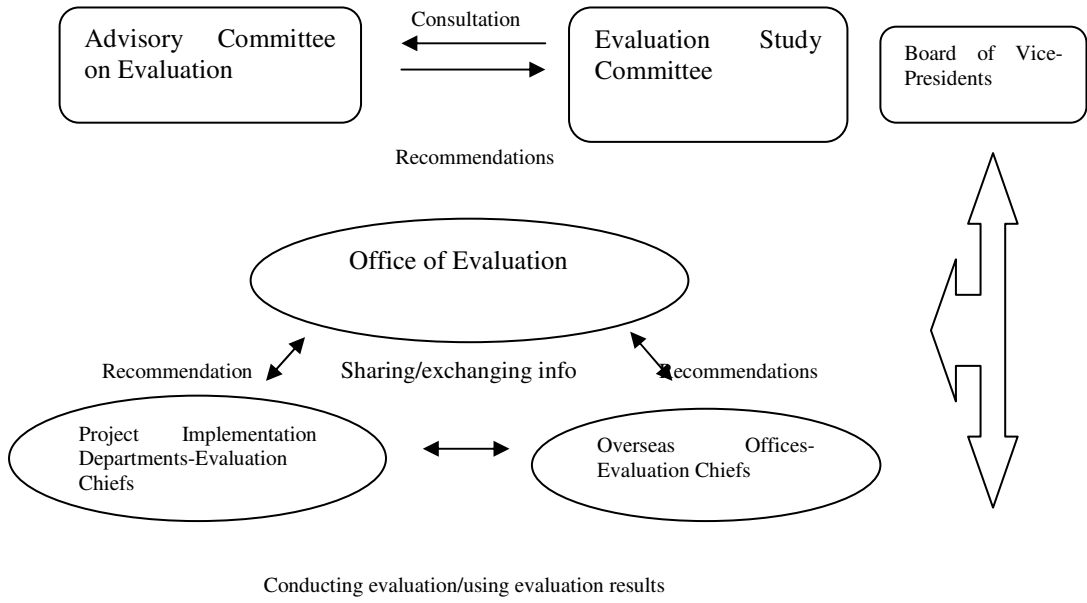 Consultation
Advisory Committee
on Evaluation
Evaluation Study
Committee
Board of Vice-
Presidents
Recommendations
Office of Evaluation
Recommendation
Sharing/exchanging info
Recommendations
Project Implementation
Departments-Evaluation
Chiefs
Overseas Offices-
Evaluation Chiefs
Conducting evaluation/using evaluation results